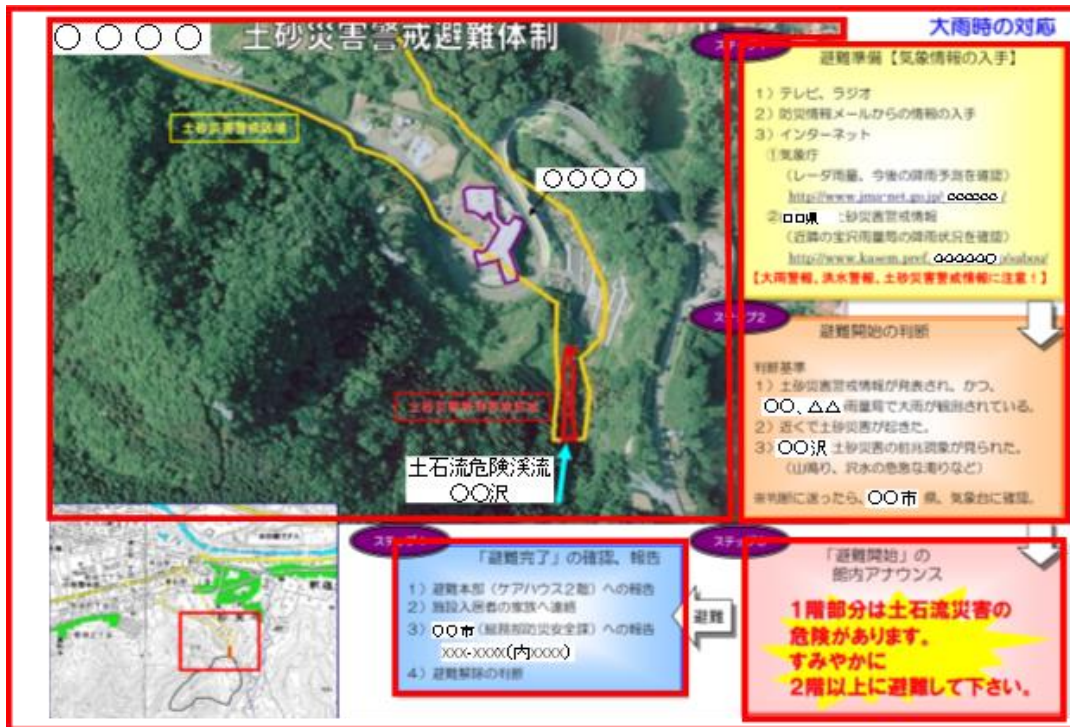 ○○○○ 土砂災害警戒避難体制
大雨時の対応
土砂災害警戒区域
○○○○
土石流危険渓流
○○沢
避難準備【気象情報の入手】
1）テレビ、ラジオ
2）防災情報メールからの情報の入手
3）インターネット
①気象庁
（レーダ雨量、今後の降雨予測を確認）
②□□県 土砂災害警戒情報
（近隣の宝沢雨量局の降雨状況を確認）
【大雨警報、洪水警報、土砂災害警戒情報に注意！】
ステップ2
避難開始の判断
判断基準
1）土砂災害警戒情報が発表され、かつ、
○○、△△雨量局で大雨が観測されている。
2）近くで土砂災害が起きた。
3）○○沢 土砂災害の前兆現象が見られた。
（山鳴り、沢水の急激な濁りなど）
※判断に迷ったら、○○市 県、気象台に確認。
「避難開始」の
館内アナウンス
1階部分は土石流災害の
危険があります。
すみやかに
2階以上に避難して下さい。
避難
「避難完了」の確認、報告
1）避難本部（ケアハウス2階）への報告
2）施設入居者の家族へ連絡
3）○○市（総務部防災安全課）への報告
XXX-XXXX(内XXXX)
4）避難解除の判断